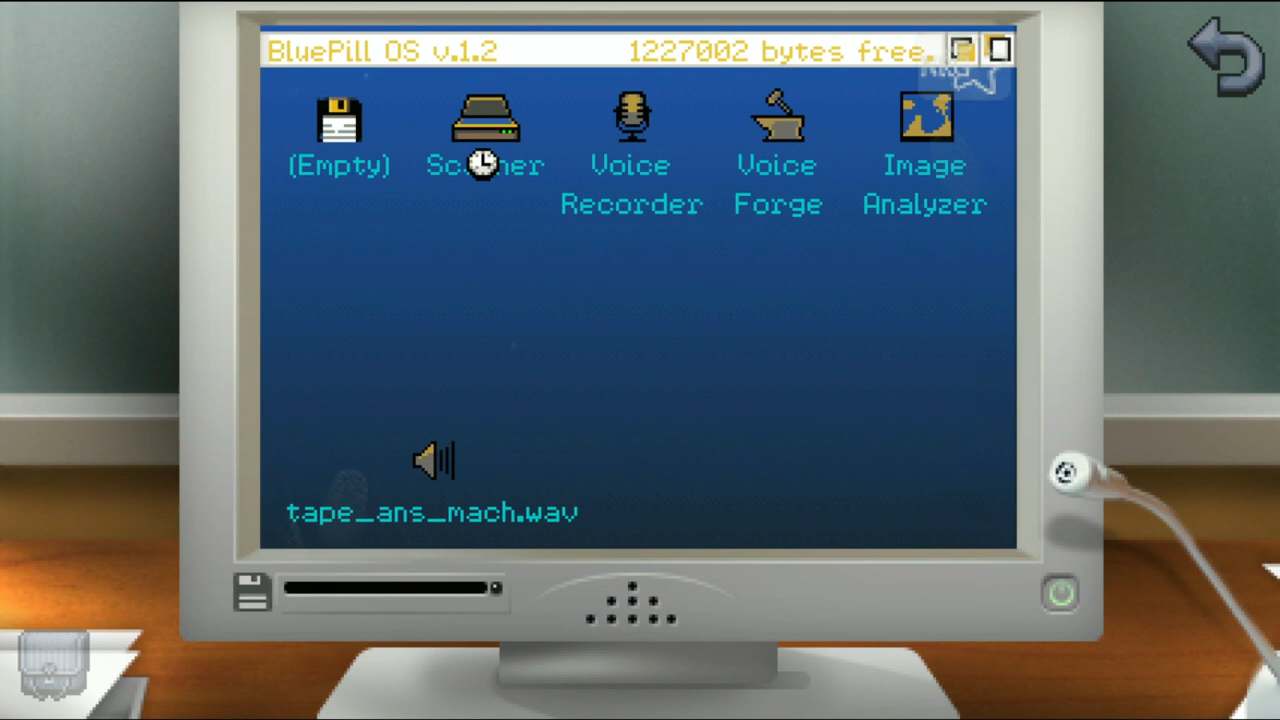 BluePill OS v.1.2 1227002 bytes free.
(Empty) Voice Voice Image
Recorder Forge Analyzer
tape_ans_mach.wav